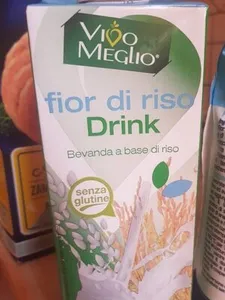 VIVO
MEGLIO®
fior di riso
Drink
Bevanda a base di riso
senza
glutine